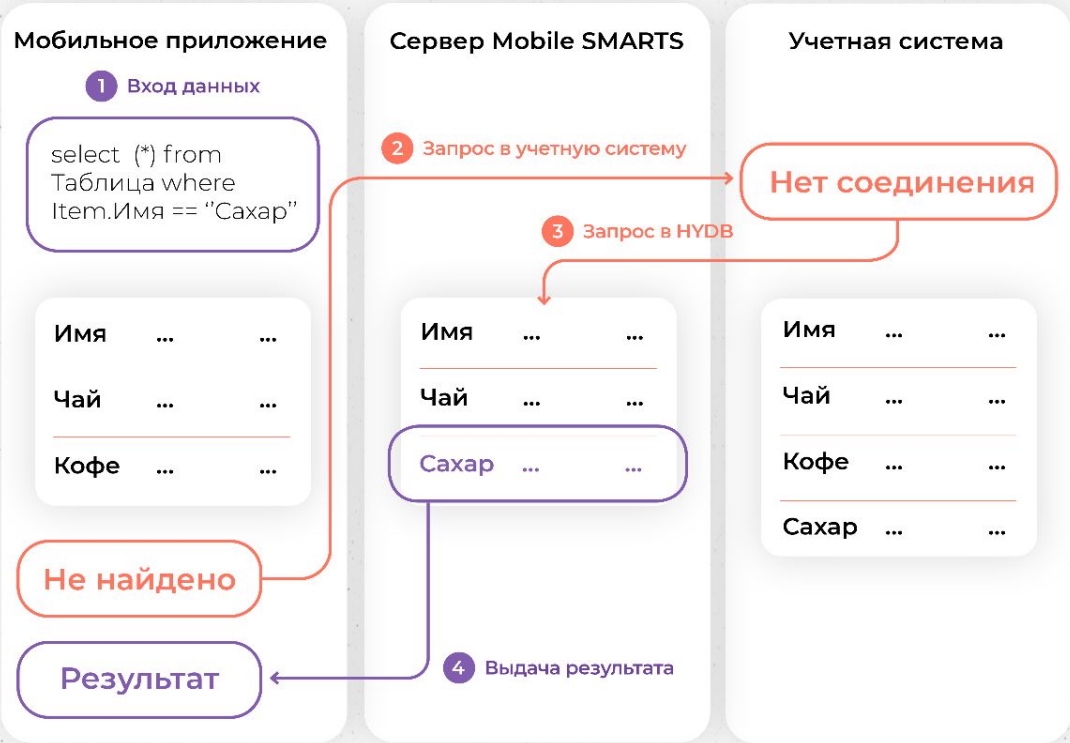 Мобильное приложение
1 Вход данных
select (*) from
Таблица where
Item.Имя == "Сахар"
Имя ... ...
Чай ... ...
Кофе ... ...
Не найдено
Результат
Сервер Mobile SMARTS
2 Запрос в учетную систему
3 Запрос в HYDB
Имя ... ...
Чай ... ...
Сахар ... ...
4 Выдача результата
Учетная система
Нет соединения
Имя ... ...
Чай ... ...
Кофе ... ...
Сахар ... ...